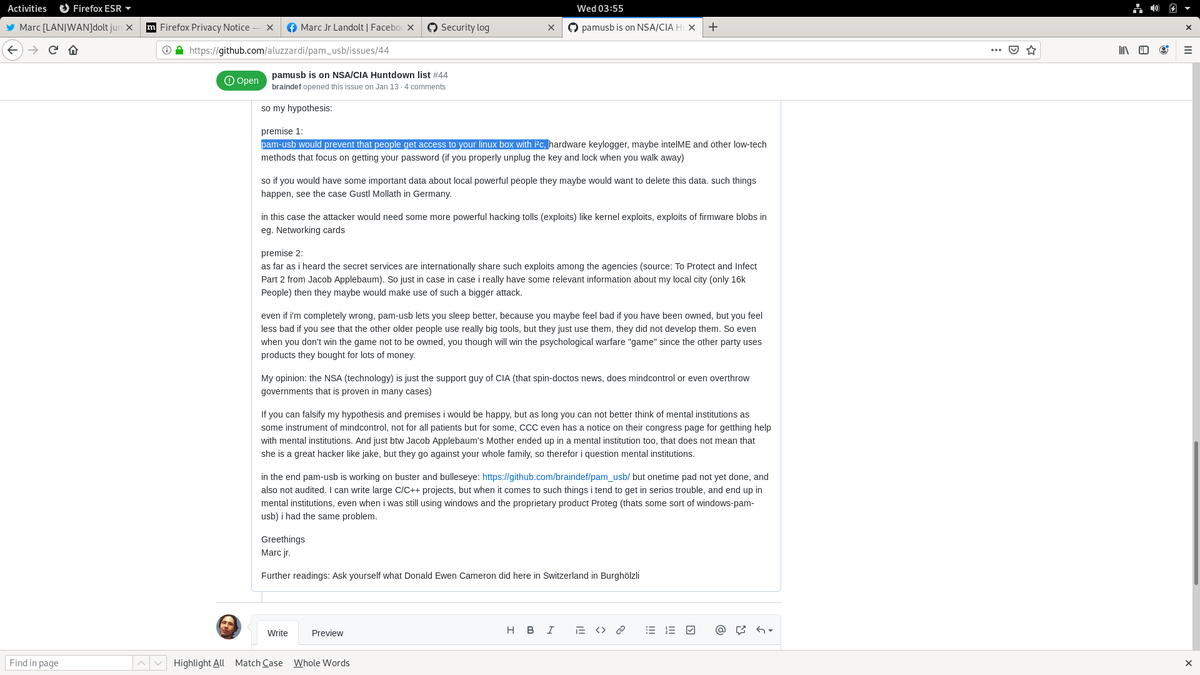 Activities Firefox ESR Wed 03:55
Marc [LAN|WAN]dolt jun
Firefox Privacy Notice —
Marc Jr Landolt | Faceboo
Security log
pamusb is on NSA/CIA H
https://github.com/aluzzardi/pam_usb/issues/44
Open
pamusb is on NSA/CIA Huntdown list #44
braindef opened this issue on Jan 13 · 4 comments
so my hypothesis:
premise 1:
pam-usb would prevent that people get access to your linux box with i²c, hardware keylogger, maybe intelME and other low-tech
methods that focus on getting your password (if you properly unplug the key and lock when you walk away)
so if you would have some important data about local powerful people they maybe would want to delete this data. such things
happen, see the case Gustl Mollath in Germany.
in this case the attacker would need some more powerful hacking tolls (exploits) like kernel exploits, exploits of firmware blobs in
eg. Networking cards
premise 2:
as far as i heard the secret services are internationally share such exploits among the agencies (source: To Protect and Infect
Part 2 from Jacob Applebaum). So just in case in case i really have some relevant information about my local city (only 16k
People) then they maybe would make use of such a bigger attack.
even if i'm completely wrong, pam-usb lets you sleep better, because you maybe feel bad if you have been owned, but you feel
less bad if you see that the other older people use really big tools, but they just use them, they did not develop them. So even
when you don't win the game not to be owned, you though will win the psychological warfare "game" since the other party uses
products they bought for lots of money.
My opinion: the NSA (technology) is just the support guy of CIA (that spin-doctos news, does mindcontrol or even overthrow
governments that is proven in many cases)
If you can falsify my hypothesis and premises i would be happy, but as long you can not better think of mental institutions as
some instrument of mindcontrol, not for all patients but for some, CCC even has a notice on their congress page for getthing help
with mental institutions. And just btw Jacob Applebaum's Mother ended up in a mental institution too, that does not mean that
she is a great hacker like jake, but they go against your whole family, so therefor i question mental institutions.
in the end pam-usb is working on buster and bulleseye: https://github.com/braindef/pam_usb/ but onetime pad not yet done, and
also not audited. I can write large C/C++ projects, but when it comes to such things i tend to get in serios trouble, and end up in
mental institutions, even when i was still using windows and the proprietary product Proteg (thats some sort of windows-pam-
usb) i had the same problem.
Greethings
Marc jr.
Further readings: Ask yourself what Donald Ewen Cameron did here in Switzerland in Burghölzli
Write Preview
Find in page Highlight All Match Case Whole Words